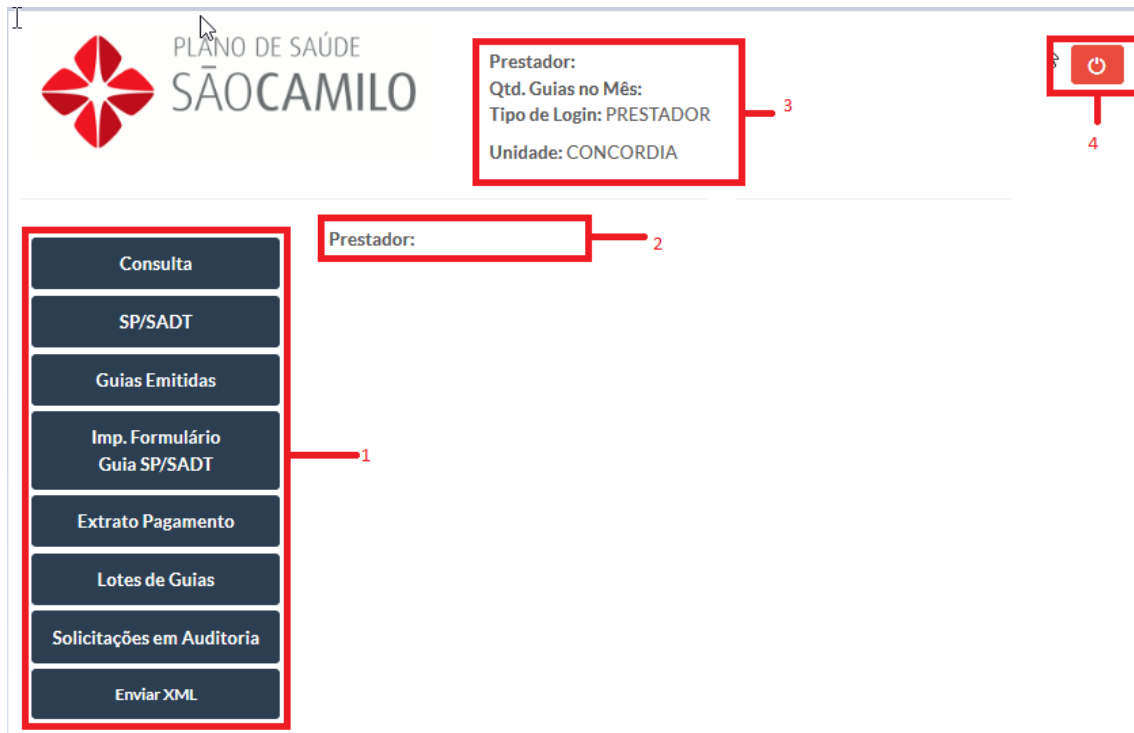 PLANO DE SAÚDE
SÃOCAMILO
Prestador:
Qtd. Guias no Mês:
Tipo de Login: PRESTADOR
Unidade: CONCORDIA
3
4
Prestador:
2
Consulta
SP/SADT
Guias Emitidas
Imp. Formulário
Guia SP/SADT
1
Extrato Pagamento
Lotes de Guias
Solicitações em Auditoria
Enviar XML